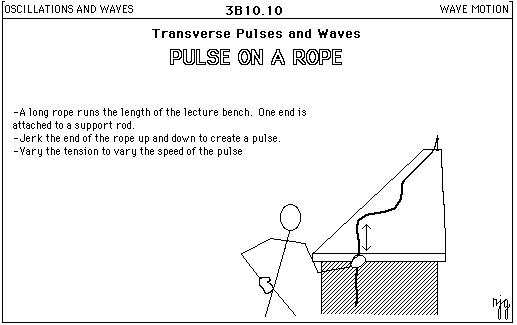 OSCILLATIONS AND WAVES
3B10.10
WAVE MOTION
Transverse Pulses and Waves
PULSE ON A ROPE
-A long rope runs the length of the lecture bench. One end is
attached to a support rod.
-Jerk the end of the rope up and down to create a pulse.
-Vary the tension to vary the speed of the pulse